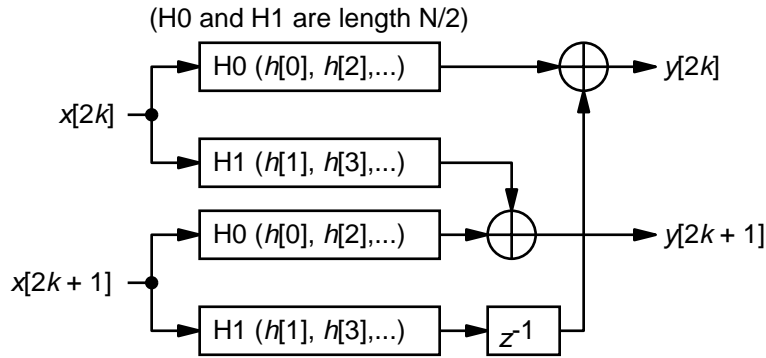 (H0 and H1 are length N/2)
H0 (h[0], h[2],...)
y[2k]
x[2k]
H1 (h[1], h[3],...)
H0 (h[0], h[2],...)
y[2k + 1]
x[2k + 1]
H1 (h[1], h[3],...)
z-1